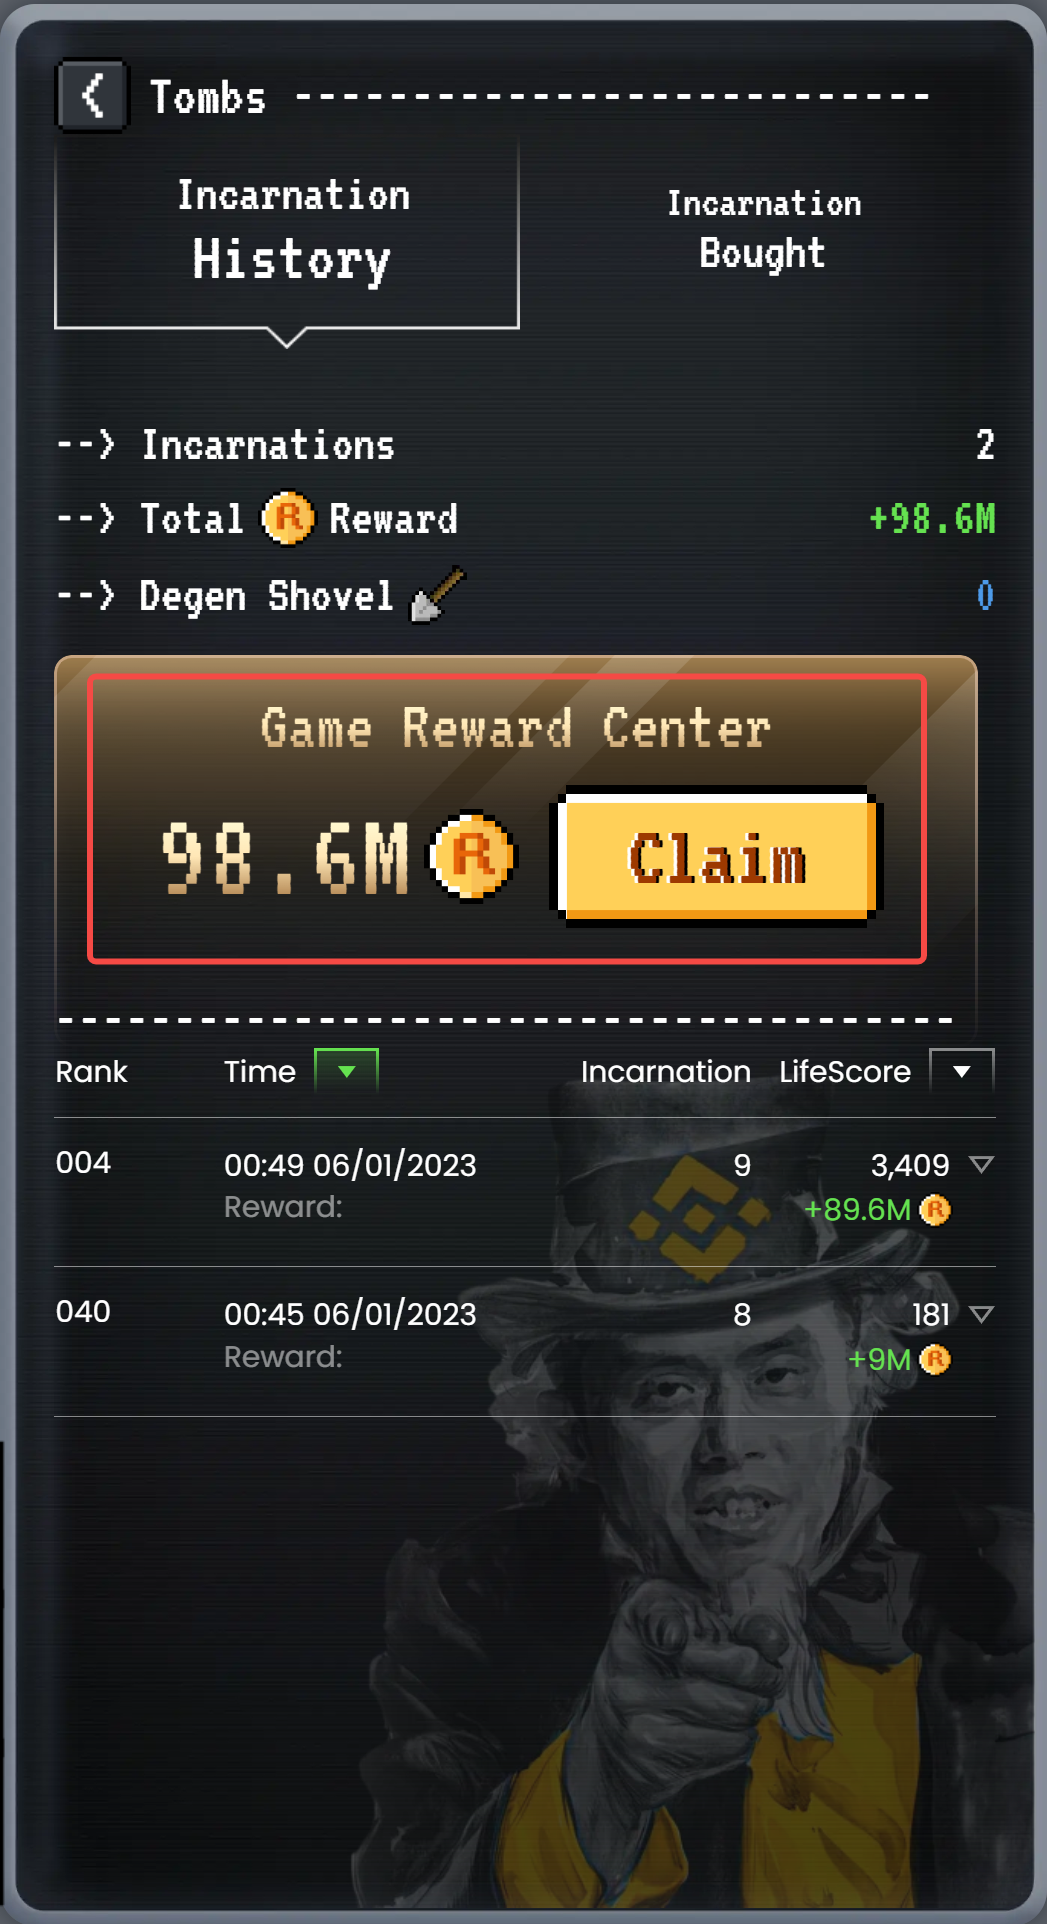 Tombs
Incarnation
History
Incarnation
Bought
--> Incarnations 2
--> Total R Reward +98.6M
--> Degen Shovel 0
Game Reward Center
98.6M R Claim
Rank Time Incarnation LifeScore
004 00:49 06/01/2023 9 3,409
Reward: +89.6M R
040 00:45 06/01/2023 8 181
Reward: +9M R